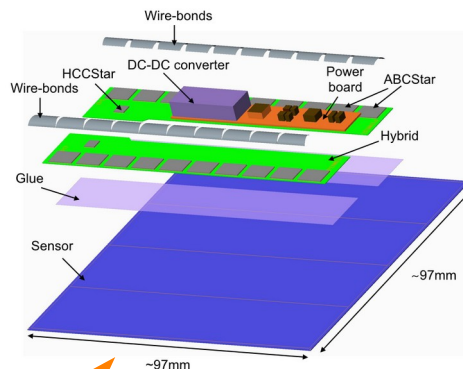 Wire-bonds
DC-DC converter
HCCStar
Wire-bonds
Power
board
ABCStar
Hybrid
Glue
Sensor
~97mm
~97mm